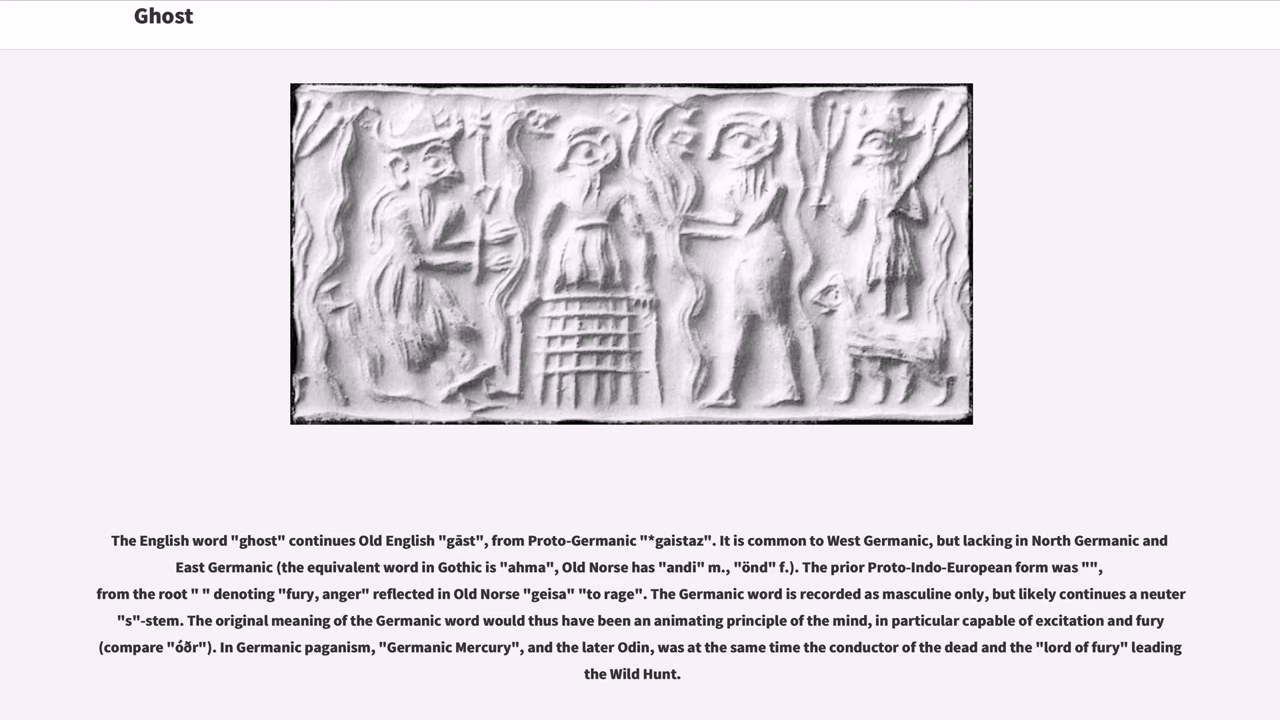 Ghost
The English word "ghost" continues Old English "gāst", from Proto-Germanic "*gaistaz". It is common to West Germanic, but lacking in North Germanic and
East Germanic (the equivalent word in Gothic is "ahma", Old Norse has "andi" m., "önd" f.). The prior Proto-Indo-European form was "",
from the root " " denoting "fury, anger" reflected in Old Norse "geisa" "to rage". The Germanic word is recorded as masculine only, but likely continues a neuter
"s"-stem. The original meaning of the Germanic word would thus have been an animating principle of the mind, in particular capable of excitation and fury
(compare "óðr"). In Germanic paganism, "Germanic Mercury", and the later Odin, was at the same time the conductor of the dead and the "lord of fury" leading
the Wild Hunt.